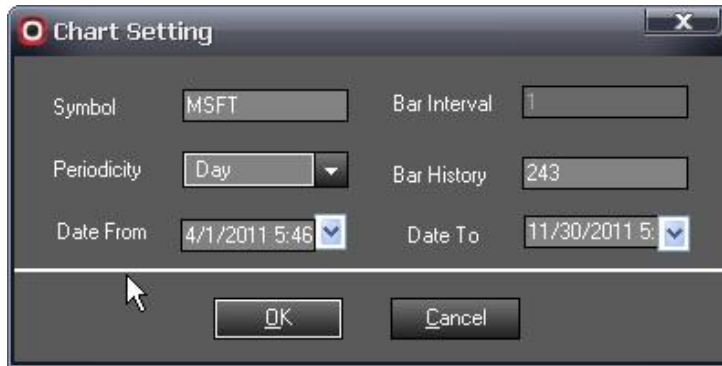 Chart Setting
Symbol MSFT Bar Interval 1
Periodicity Day Bar History 243
Date From 4/1/2011 5:46 Date To 11/30/2011 5:
OK Cancel